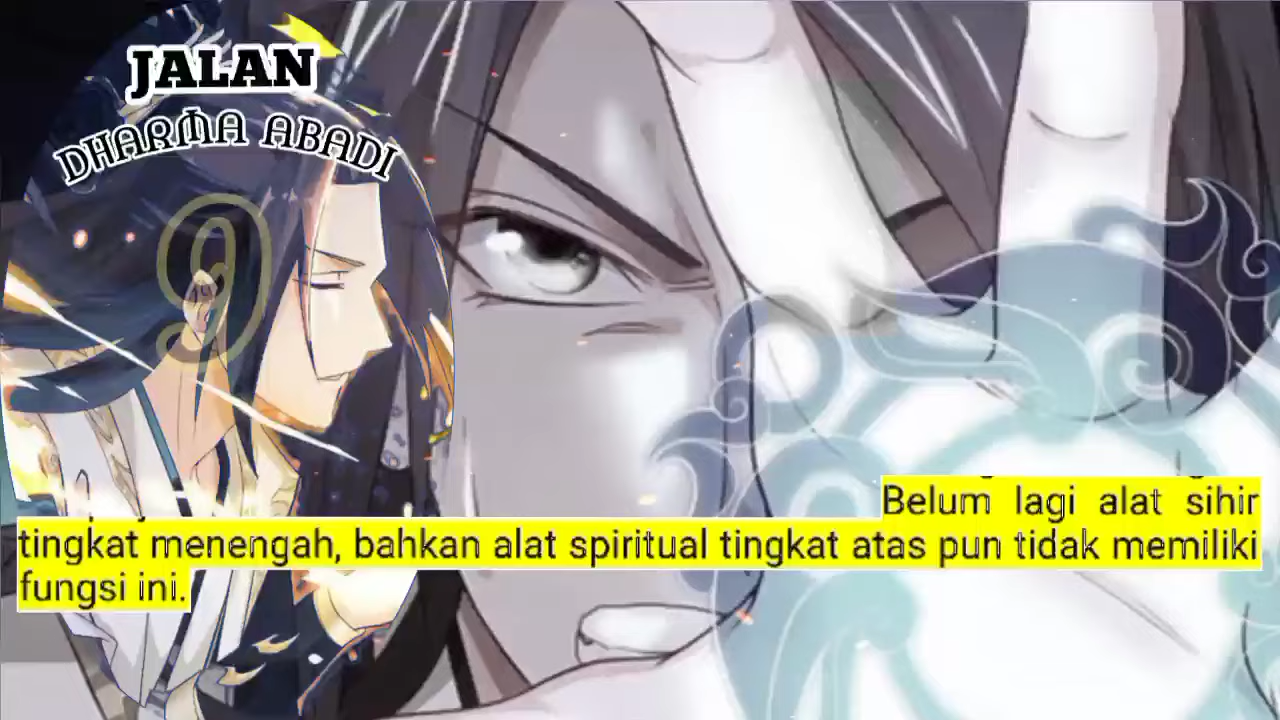 JALAN
DHARMA ABADI
9
Belum lagi alat sihir
tingkat menengah, bahkan alat spiritual tingkat atas pun tidak memiliki
fungsi ini.